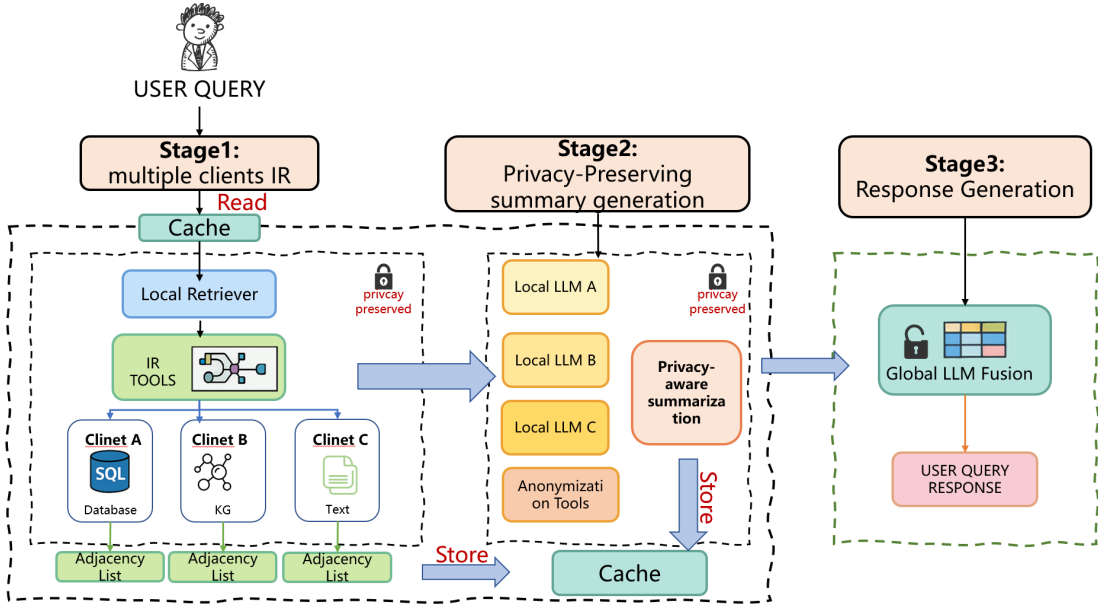 USER QUERY
Stage1:
multiple clients IR
Read
Cache
Local Retriever
privcay
preserved
IR
TOOLS
Clinet A
SQL
Database
Clinet B
KG
Clinet C
Text
Adjacency
List
Adjacency
List
Adjacency
List
Store
Stage2:
Privacy-Preserving
summary generation
Local LLM A
privcay
preserved
Local LLM B
Local LLM C
Anonymizati
on Tools
Privacy-
aware
summariza
tion
Store
Cache
Stage3:
Response Generation
Global LLM Fusion
USER QUERY
RESPONSE